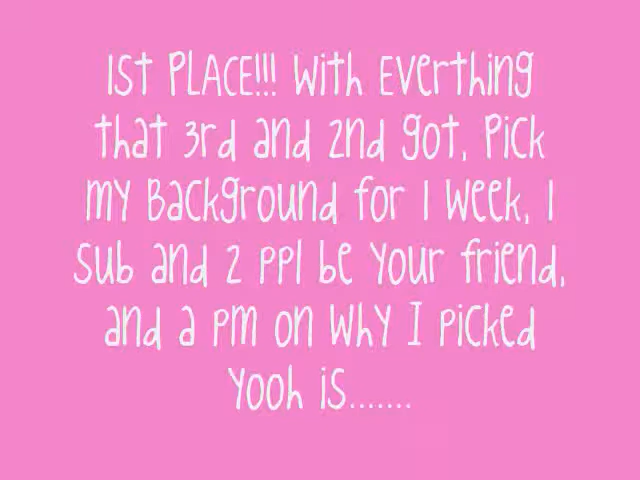 1st PLACE!!! With Everthing
that 3rd and 2nd got, Pick
my Background for 1 Week, 1
Sub and 2 ppl be your friend,
and a pm on Why I picked
Yooh is.......